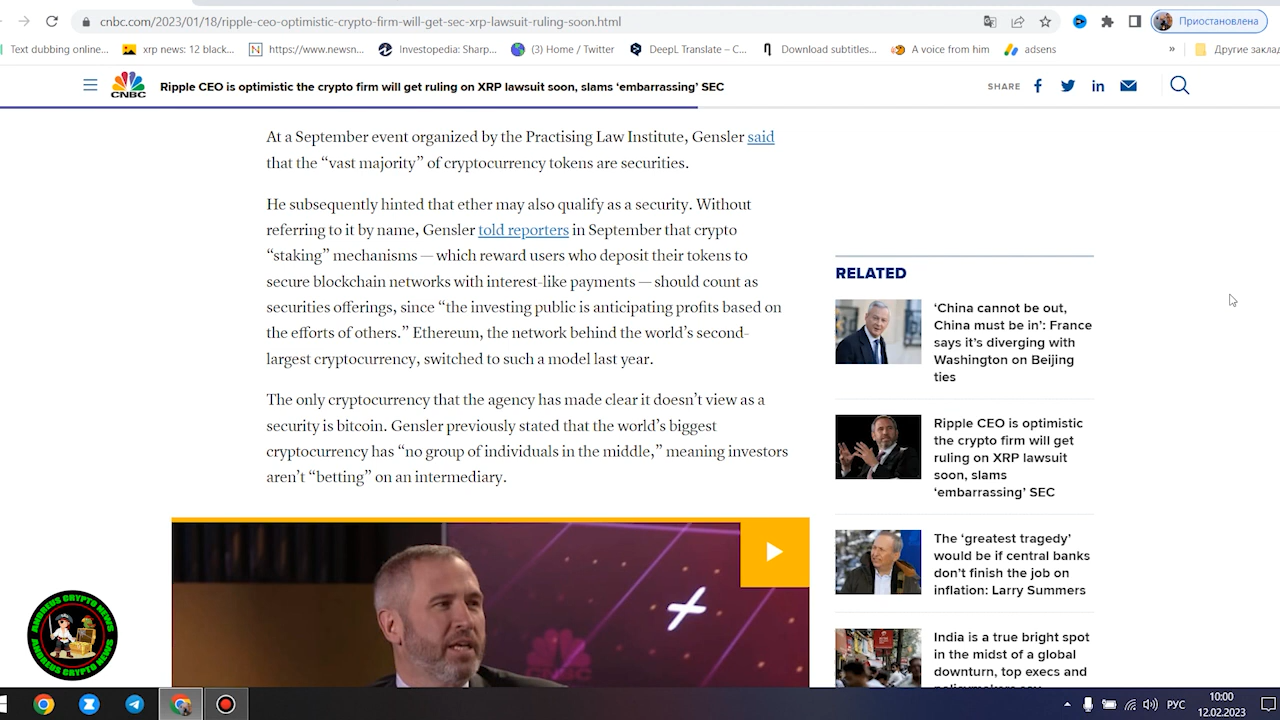 cnbc.com/2023/01/18/ripple-ceo-optimistic-crypto-firm-will-get-sec-xrp-lawsuit-ruling-soon.html
Приостановлена
Text dubbing online...
xrp news: 12 black...
https://www.newsn...
Investopedia: Sharp...
(3) Home / Twitter
DeepL Translate – C...
Download subtitles...
A voice from him
adsens
»
Другие закла
CNBC
Ripple CEO is optimistic the crypto firm will get ruling on XRP lawsuit soon, slams ‘embarrassing’ SEC
SHARE
At a September event organized by the Practising Law Institute, Gensler said
that the “vast majority” of cryptocurrency tokens are securities.
He subsequently hinted that ether may also qualify as a security. Without
referring to it by name, Gensler told reporters in September that crypto
“staking” mechanisms — which reward users who deposit their tokens to
secure blockchain networks with interest-like payments — should count as
securities offerings, since “the investing public is anticipating profits based on
the efforts of others.” Ethereum, the network behind the world’s second-
largest cryptocurrency, switched to such a model last year.
The only cryptocurrency that the agency has made clear it doesn’t view as a
security is bitcoin. Gensler previously stated that the world’s biggest
cryptocurrency has “no group of individuals in the middle,” meaning investors
aren’t “betting” on an intermediary.
RELATED
‘China cannot be out,
China must be in’: France
says it’s diverging with
Washington on Beijing
ties
Ripple CEO is optimistic
the crypto firm will get
ruling on XRP lawsuit
soon, slams
‘embarrassing’ SEC
The ‘greatest tragedy’
would be if central banks
don’t finish the job on
inflation: Larry Summers
India is a true bright spot
in the midst of a global
downturn, top execs and
ANDREUS CRYPTO NEWS
ANDREUS CRYPTO NEWS
РУС
10:00
12.02.2023